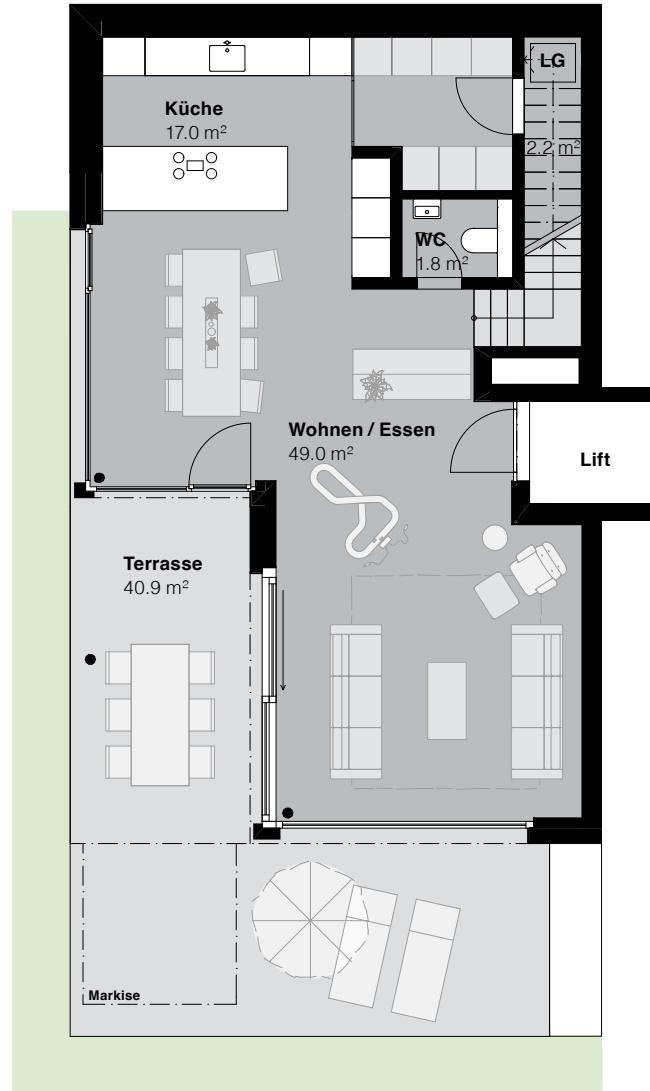 LG
Küche
17.0 m²
2.2 m²
WC
1.8 m²
Wohnen / Essen
49.0 m²
Lift
Terrasse
40.9 m²
Markise